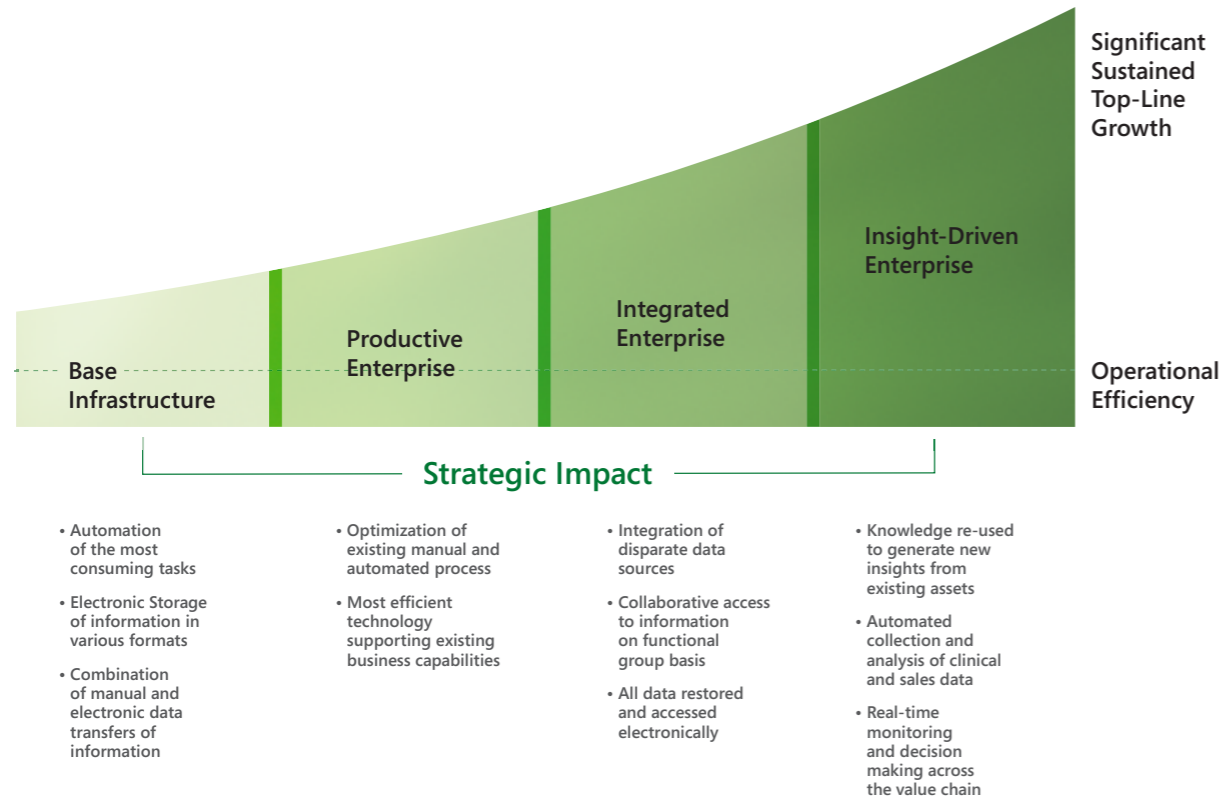 Significant
Sustained
Top-Line
Growth
Insight-Driven
Enterprise
Integrated
Enterprise
Productive
Enterprise
Base
Infrastructure
Operational
Efficiency
Strategic Impact
• Automation
of the most
consuming tasks
• Electronic Storage
of information in
various formats
• Combination
of manual and
electronic data
transfers of
information
• Optimization of
existing manual and
automated process
• Most efficient
technology
supporting existing
business capabilities
• Integration of
disparate data
sources
• Collaborative access
to information
on functional
group basis
• All data restored
and accessed
electronically
• Knowledge re-used
to generate new
insights from
existing assets
• Automated
collection and
analysis of clinical
and sales data
• Real-time
monitoring
and decision
making across
the value chain